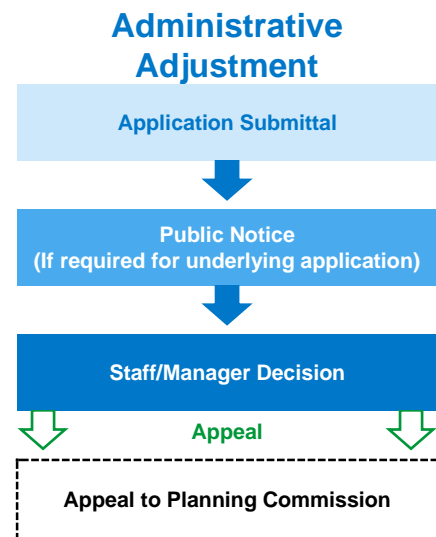 Administrative
Adjustment
Application Submittal
Public Notice
(If required for underlying application)
Staff/Manager Decision
Appeal
Appeal to Planning Commission